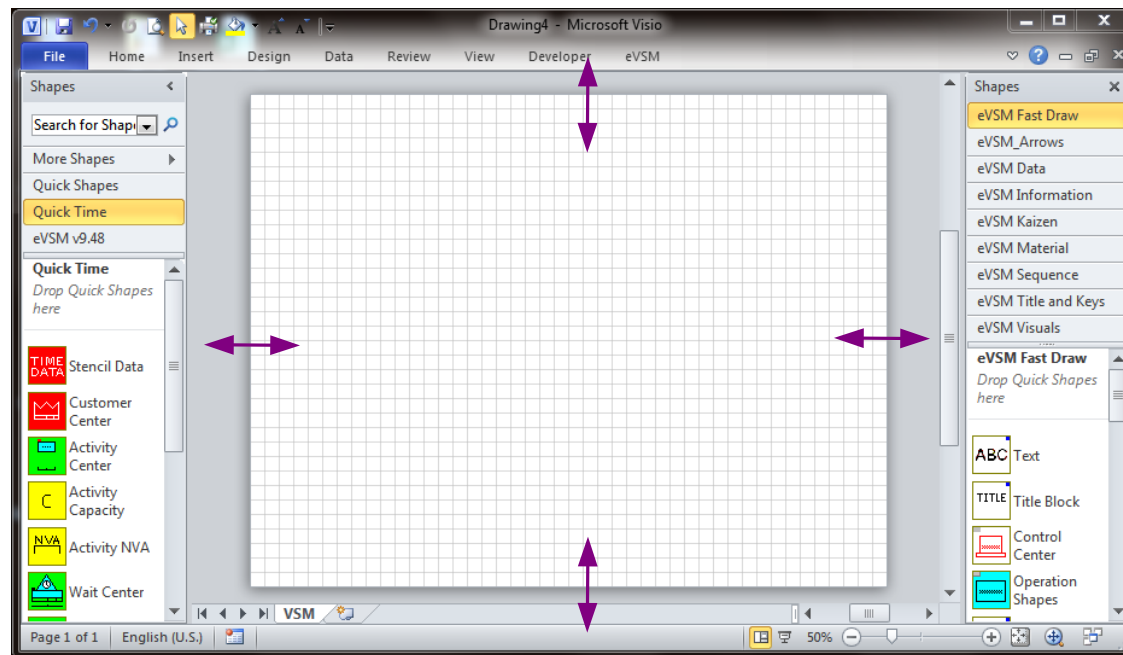 Drawing4 - Microsoft Visio
File Home Insert Design Data Review View Developer eVSM
Shapes
Search for Shap
More Shapes
Quick Shapes
Quick Time
eVSM v9.48
Quick Time
Drop Quick Shapes
here
TIME
DATA
Stencil Data
Customer
Center
Activity
Center
C
Activity
Capacity
NVA
Activity NVA
Wait Center
VSM
Shapes
eVSM Fast Draw
eVSM_Arrows
eVSM Data
eVSM Information
eVSM Kaizen
eVSM Material
eVSM Sequence
eVSM Title and Keys
eVSM Visuals
eVSM Fast Draw
Drop Quick Shapes
here
ABC
Text
TITLE
Title Block
Control
Center
Operation
Shapes
Page 1 of 1 English (U.S.) 50%